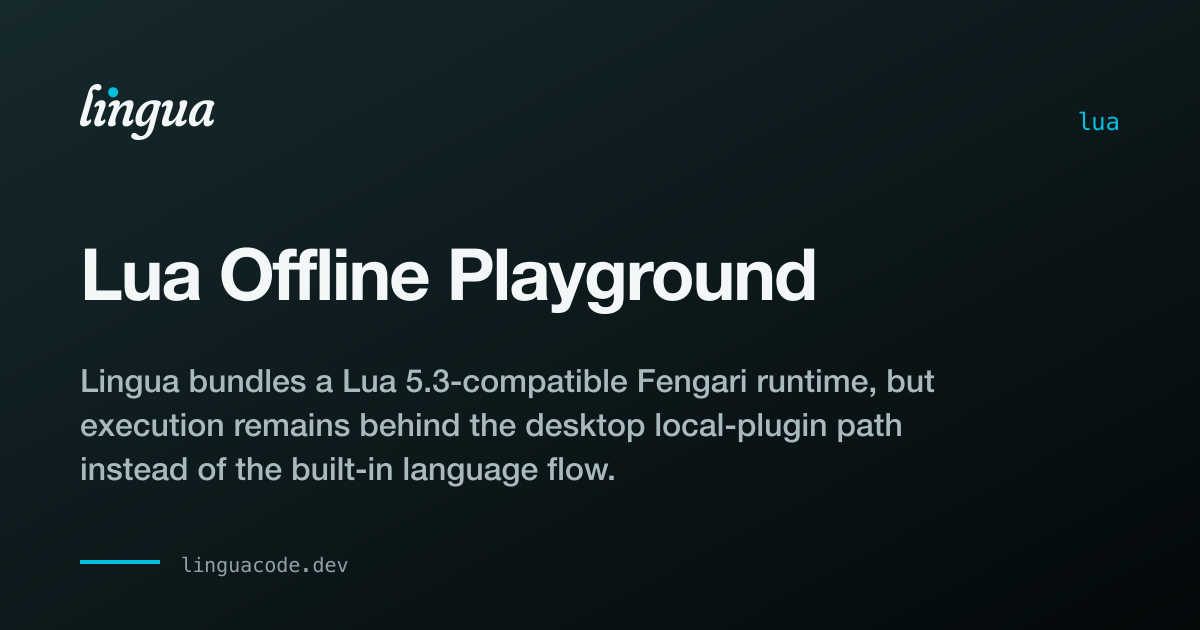 lingua
lua
Lua Offline Playground
Lingua bundles a Lua 5.3-compatible Fengari runtime, but
execution remains behind the desktop local-plugin path
instead of the built-in language flow.
linguacode.dev